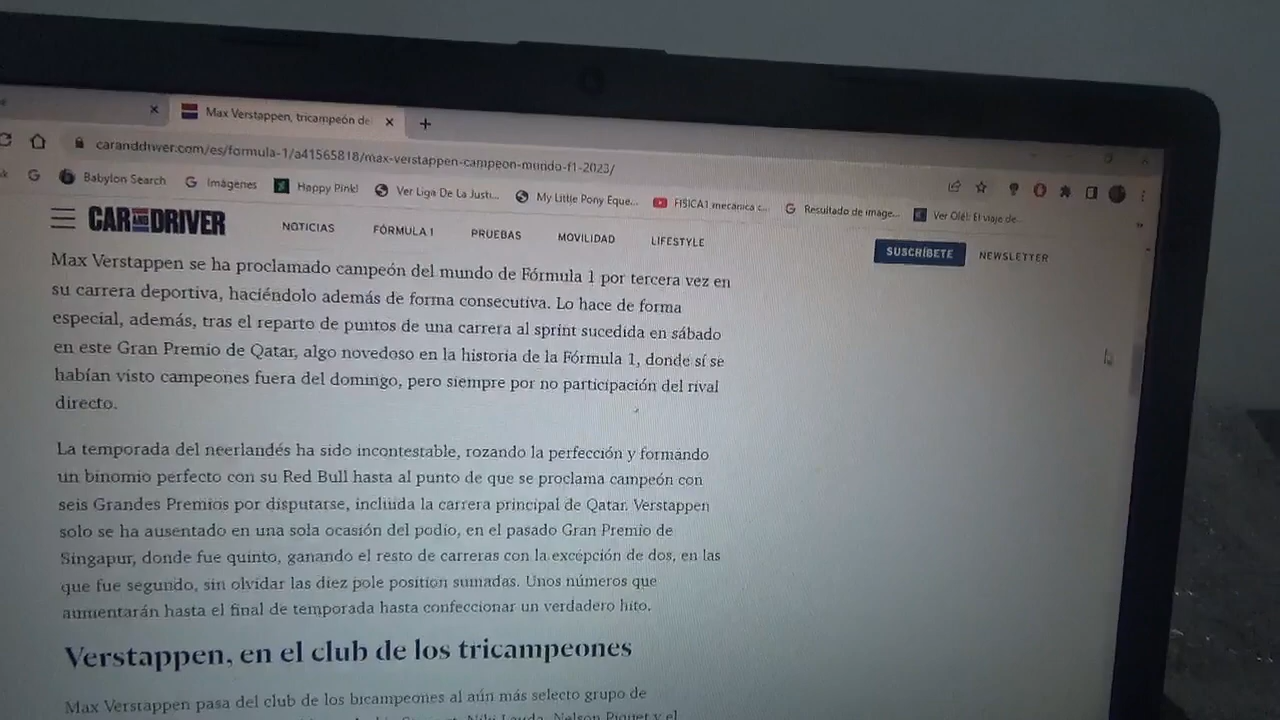 Max Verstappen, tricampeón de
caranddriver.com/es/formula-1/a41565818/max-verstappen-campeon-mundo-f1-2023/
Babylon Search
Imágenes
Happy Pink!
Ver Liga De La Justi...
My Little Pony Eque...
FISICA1 mecánica c...
Resultado de image...
Ver Olé!: El viaje de...
CAR AND DRIVER
NOTICIAS
FÓRMULA 1
PRUEBAS
MOVILIDAD
LIFESTYLE
SUSCRÍBETE
NEWSLETTER
Max Verstappen se ha proclamado campeón del mundo de Fórmula 1 por tercera vez en
su carrera deportiva, haciéndolo además de forma consecutiva. Lo hace de forma
especial, además, tras el reparto de puntos de una carrera al sprint sucedida en sábado
en este Gran Premio de Qatar, algo novedoso en la historia de la Fórmula 1, donde sí se
habían visto campeones fuera del domingo, pero siempre por no participación del rival
directo.
La temporada del neerlandés ha sido incontestable, rozando la perfección y formando
un binomio perfecto con su Red Bull hasta al punto de que se proclama campeón con
seis Grandes Premios por disputarse, incluida la carrera principal de Qatar. Verstappen
solo se ha ausentado en una sola ocasión del podio, en el pasado Gran Premio de
Singapur, donde fue quinto, ganando el resto de carreras con la excepción de dos, en las
que fue segundo, sin olvidar las diez pole position sumadas. Unos números que
aumentarán hasta el final de temporada hasta confeccionar un verdadero hito.
Verstappen, en el club de los tricampeones
Max Verstappen pasa del club de los bicampeones al aún más selecto grupo de
Stewart, Niki Lauda, Nelson Piquet y el